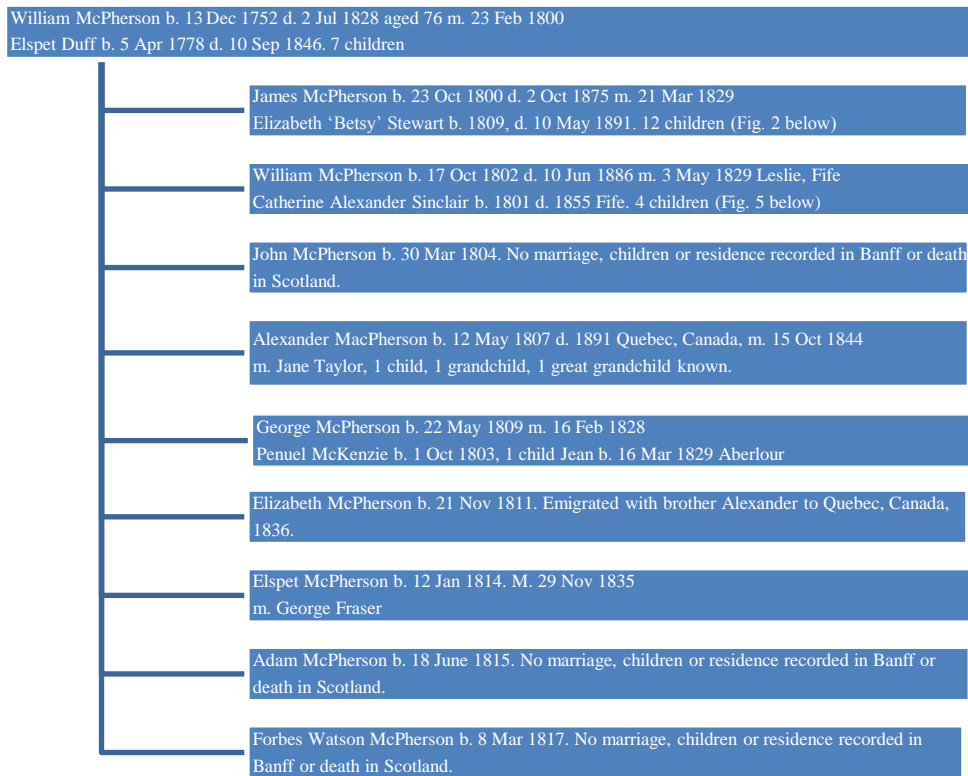 William McPherson b. 13 Dec 1752 d. 2 Jul 1828 aged 76 m. 23 Feb 1800
Elspet Duff b. 5 Apr 1778 d. 10 Sep 1846. 7 children
James McPherson b. 23 Oct 1800 d. 2 Oct 1875 m. 21 Mar 1829
Elizabeth ‘Betsy’ Stewart b. 1809, d. 10 May 1891. 12 children (Fig. 2 below)
William McPherson b. 17 Oct 1802 d. 10 Jun 1886 m. 3 May 1829 Leslie, Fife
Catherine Alexander Sinclair b. 1801 d. 1855 Fife. 4 children (Fig. 5 below)
John McPherson b. 30 Mar 1804. No marriage, children or residence recorded in Banff or death
in Scotland.
Alexander MacPherson b. 12 May 1807 d. 1891 Quebec, Canada, m. 15 Oct 1844
m. Jane Taylor, 1 child, 1 grandchild, 1 great grandchild known.
George McPherson b. 22 May 1809 m. 16 Feb 1828
Penuel McKenzie b. 1 Oct 1803, 1 child Jean b. 16 Mar 1829 Aberlour
Elizabeth McPherson b. 21 Nov 1811. Emigrated with brother Alexander to Quebec, Canada,
1836.
Elspet McPherson b. 12 Jan 1814. M. 29 Nov 1835
m. George Fraser
Adam McPherson b. 18 June 1815. No marriage, children or residence recorded in Banff or
death in Scotland.
Forbes Watson McPherson b. 8 Mar 1817. No marriage, children or residence recorded in
Banff or death in Scotland.